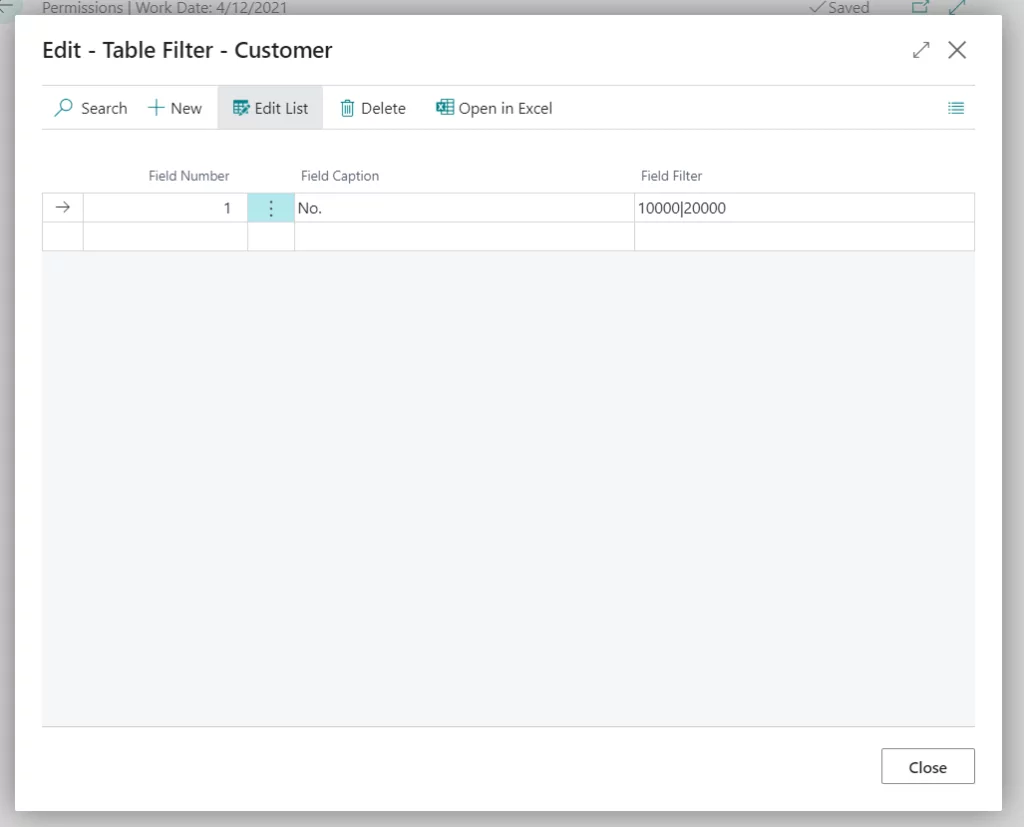 Permissions | Work Date: 4/12/2021 Saved
Edit - Table Filter - Customer
Search New Edit List Delete Open in Excel
Field Number Field Caption Field Filter
1 No. 10000|20000
Close